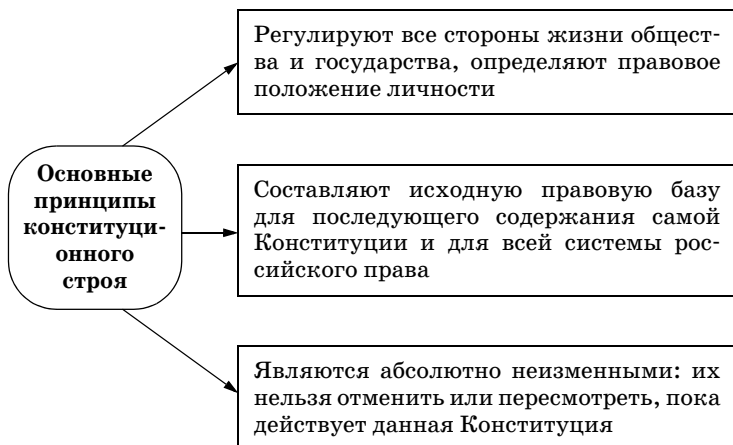 Регулируют все стороны жизни общест-
ва и государства, определяют правовое
положение личности
Основные
принципы
конституци-
онного
строя
Составляют исходную правовую базу
для последующего содержания самой
Конституции и для всей системы рос-
сийского права
Являются абсолютно неизменными: их
нельзя отменить или пересмотреть, пока
действует данная Конституция